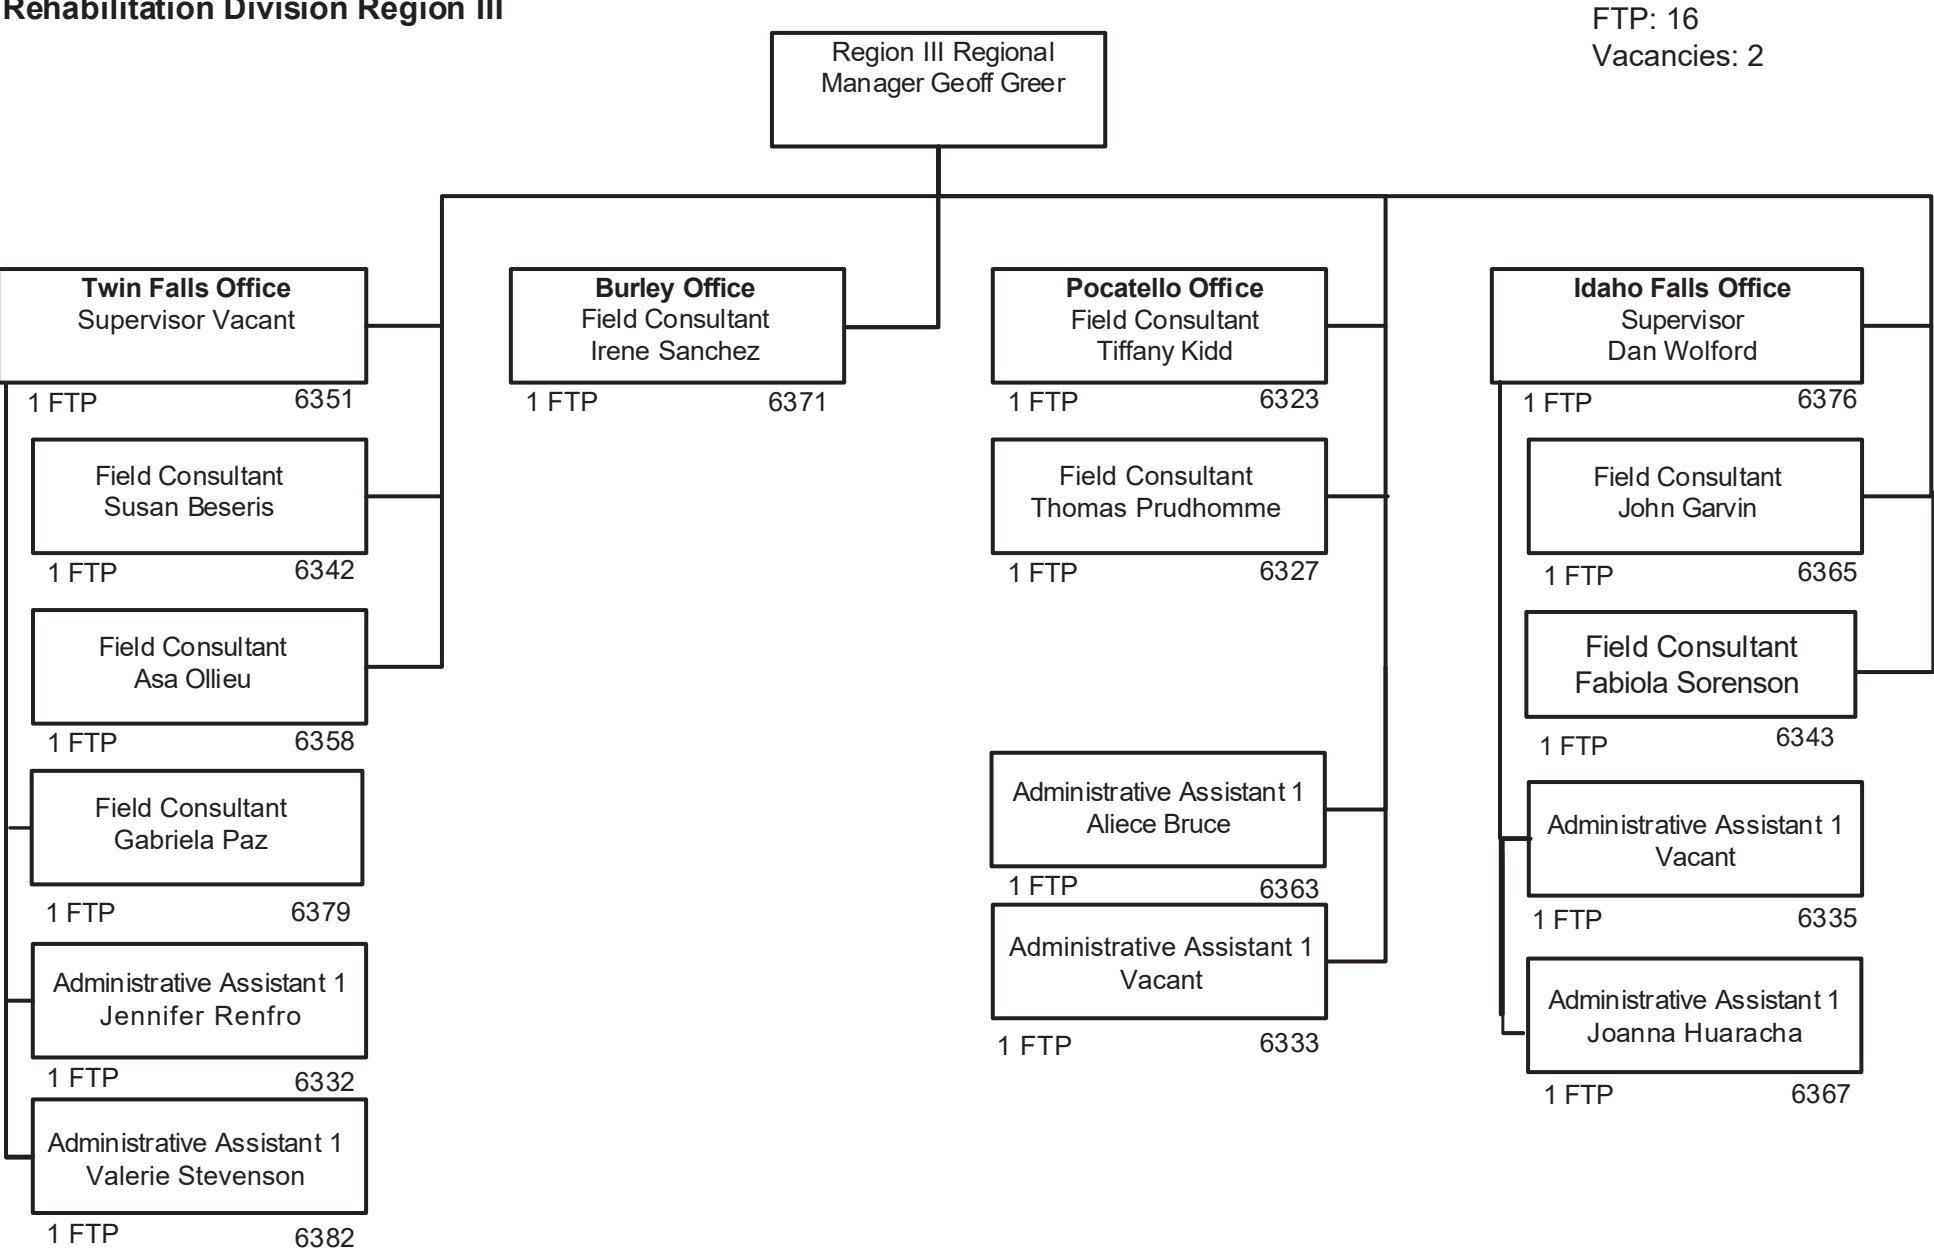 Rehabilitation Division Region III
FTP: 16
Vacancies: 2
Region III Regional
Manager Geoff Greer
Twin Falls Office
Supervisor Vacant
1 FTP 6351
Field Consultant
Susan Beseris
1 FTP 6342
Field Consultant
Asa Ollieu
1 FTP 6358
Field Consultant
Gabriela Paz
1 FTP 6379
Administrative Assistant 1
Jennifer Renfro
1 FTP 6332
Administrative Assistant 1
Valerie Stevenson
1 FTP 6382
Burley Office
Field Consultant
Irene Sanchez
1 FTP 6371
Pocatello Office
Field Consultant
Tiffany Kidd
1 FTP 6323
Field Consultant
Thomas Prudhomme
1 FTP 6327
Administrative Assistant 1
Aliece Bruce
1 FTP 6363
Administrative Assistant 1
Vacant
1 FTP 6333
Idaho Falls Office
Supervisor
Dan Wolford
1 FTP 6376
Field Consultant
John Garvin
1 FTP 6365
Field Consultant
Fabiola Sorenson
1 FTP 6343
Administrative Assistant 1
Vacant
1 FTP 6335
Administrative Assistant 1
Joanna Huaracha
1 FTP 6367